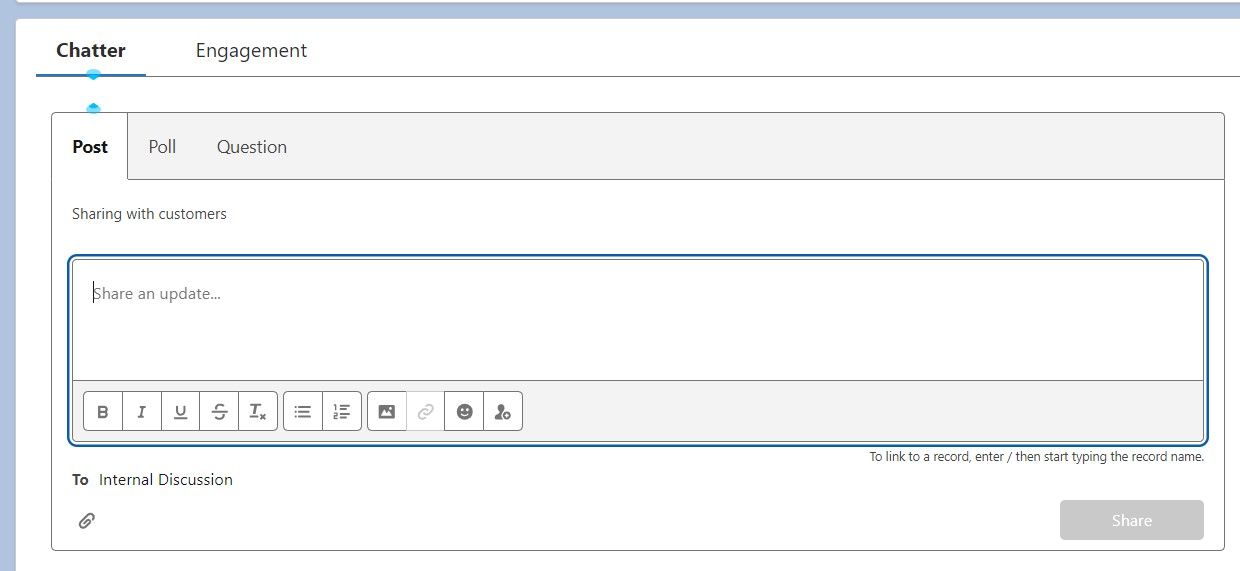 Chatter Engagement
Post Poll Question
Sharing with customers
Share an update...
To link to a record, enter / then start typing the record name.
To Internal Discussion
Share